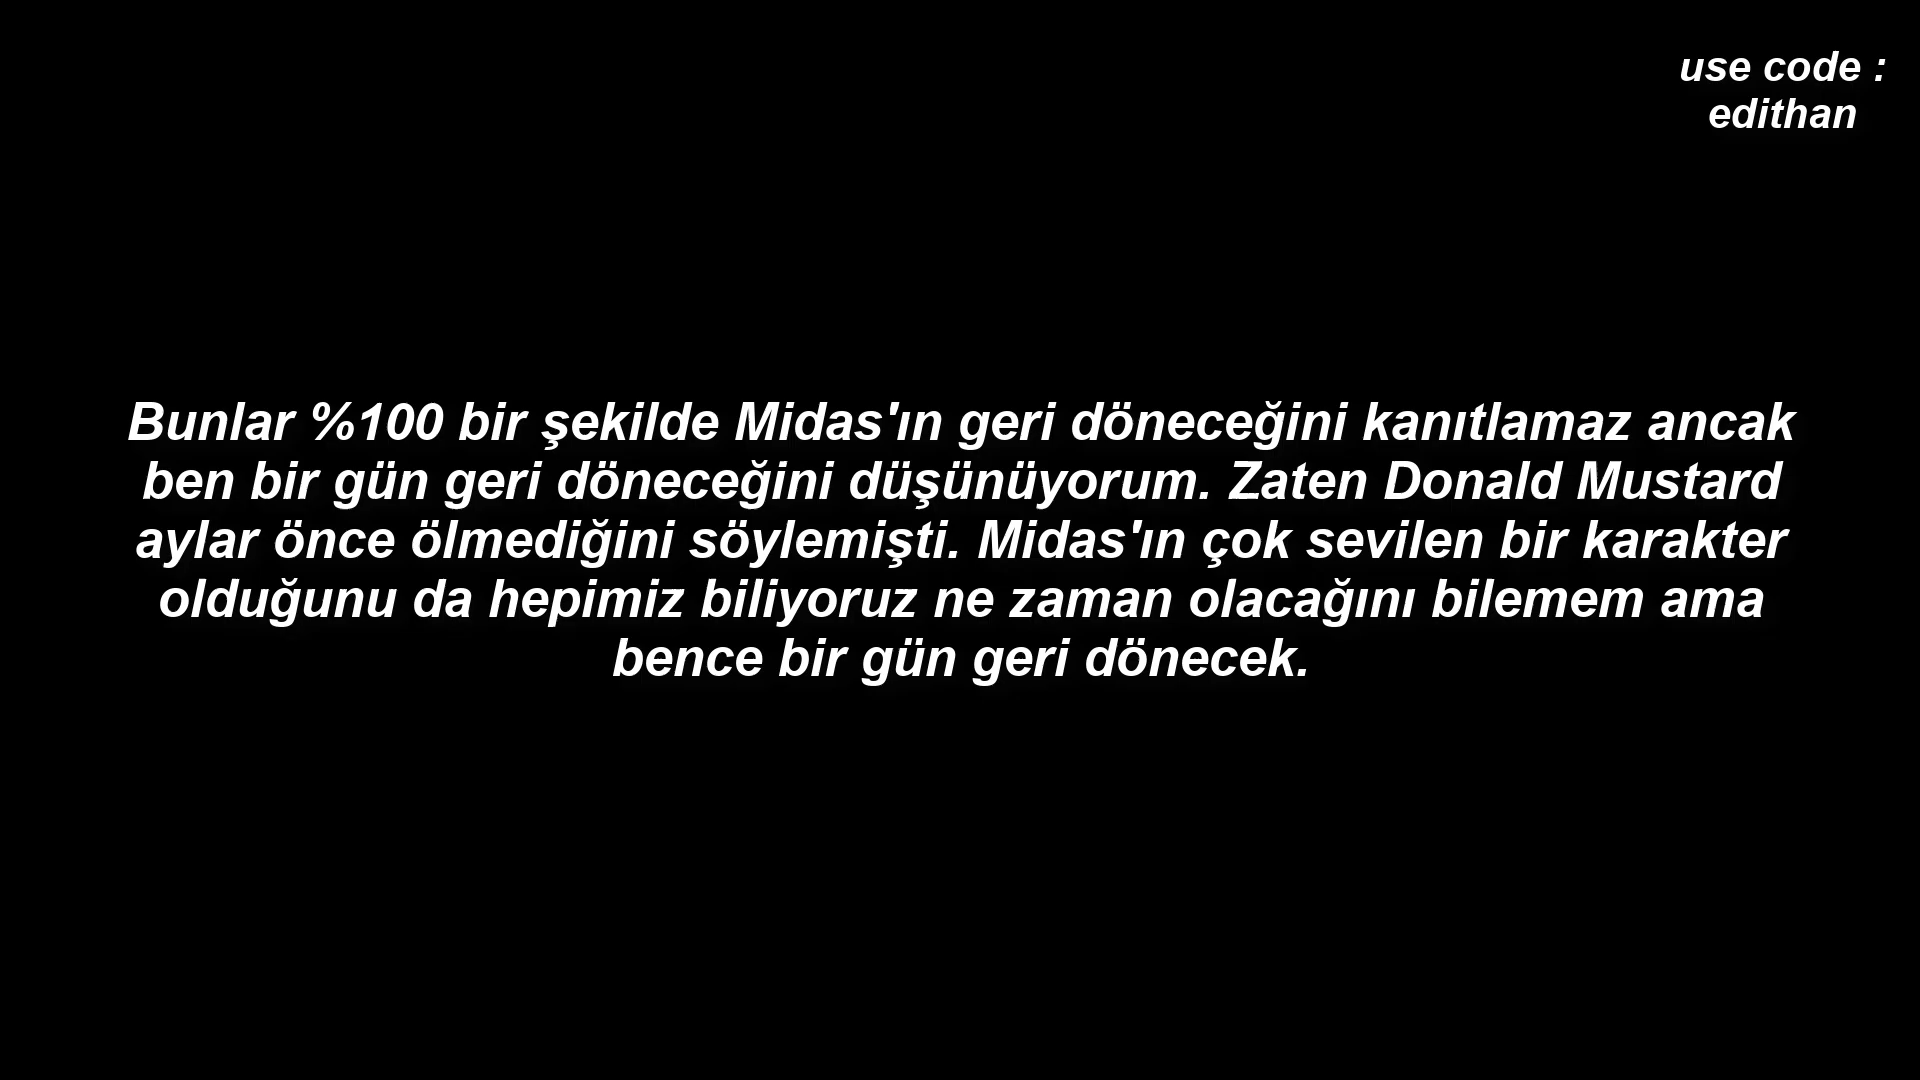 use code :
edithan
Bunlar %100 bir şekilde Midas'ın geri döneceğini kanıtlamaz ancak
ben bir gün geri döneceğini düşünüyorum. Zaten Donald Mustard
aylar önce ölmediğini söylemişti. Midas'ın çok sevilen bir karakter
olduğunu da hepimiz biliyoruz ne zaman olacağını bilemem ama
bence bir gün geri dönecek.